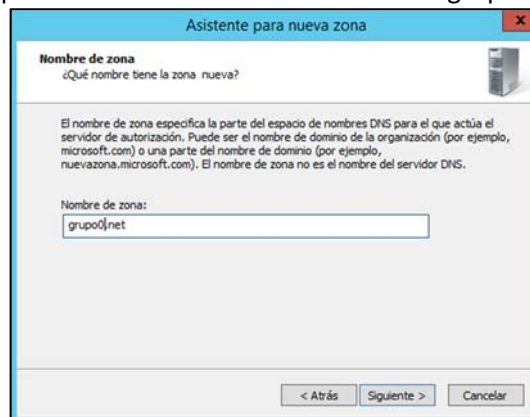 Asistente para nueva zona
x
Nombre de zona
¿Qué nombre tiene la zona nueva?
El nombre de zona especifica la parte del espacio de nombres DNS para el que actúa el
servidor de autorización. Puede ser el nombre de dominio de la organización (por ejemplo,
microsoft.com) o una parte del nombre de dominio (por ejemplo,
nuevazona.microsoft.com). El nombre de zona no es el nombre del servidor DNS.
Nombre de zona:
grupo0.net
< Atrás Siguiente > Cancelar